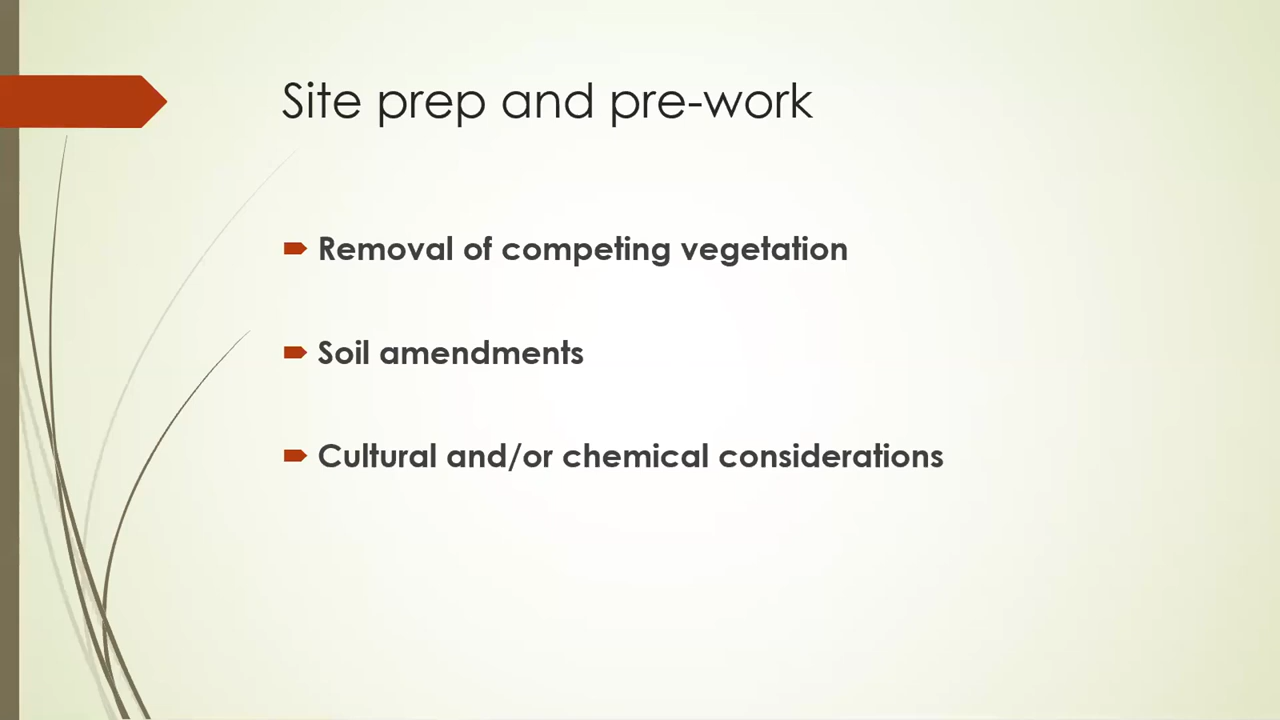 Site prep and pre-work
Removal of competing vegetation
Soil amendments
Cultural and/or chemical considerations